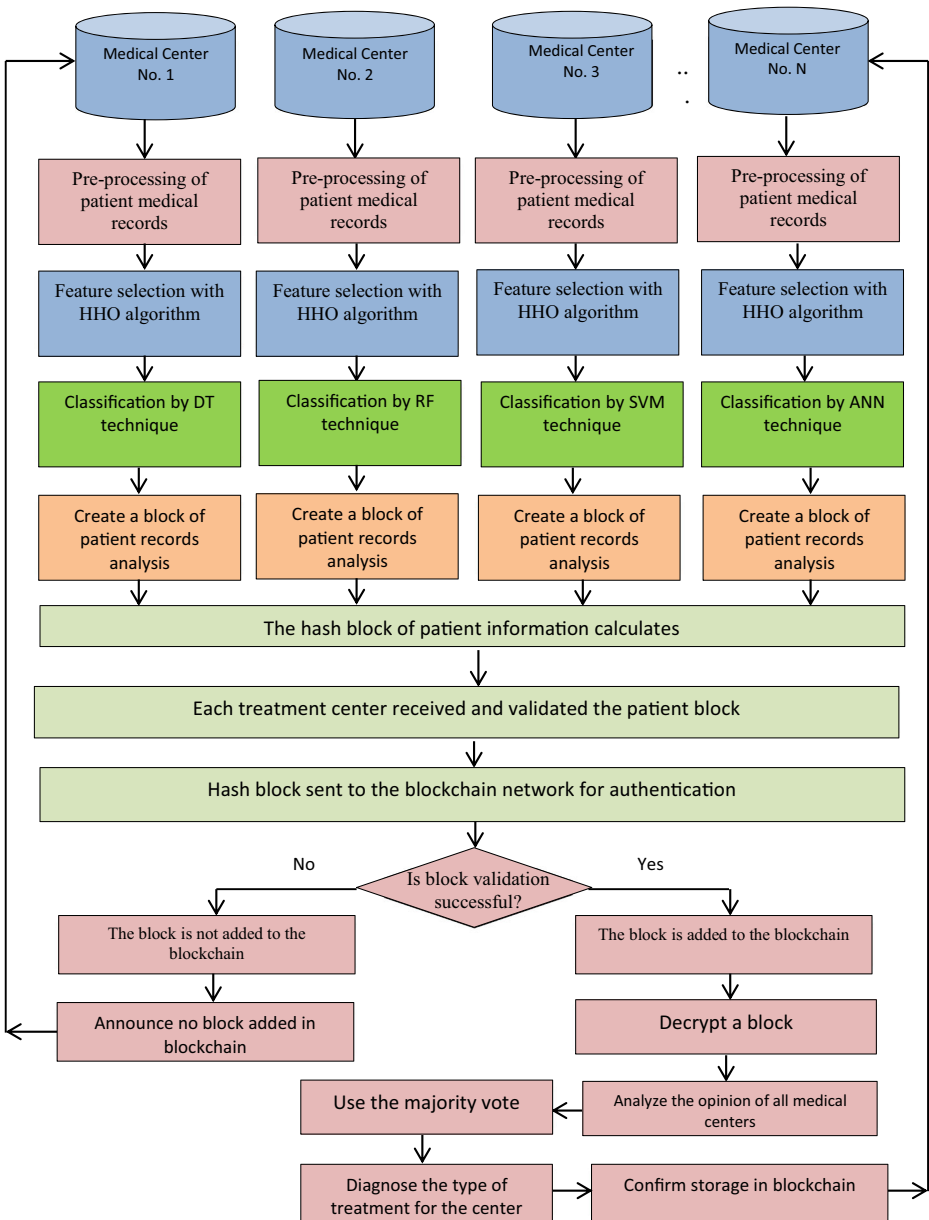 Medical Center
No. 1
Medical Center
No. 2
Medical Center
No. 3
..
.
Medical Center
No. N
Pre-processing of
patient medical
records
Pre-processing of
patient medical
records
Pre-processing of
patient medical
records
Pre-processing of
patient medical
records
Feature selection with
HHO algorithm
Feature selection with
HHO algorithm
Feature selection with
HHO algorithm
Feature selection with
HHO algorithm
Classification by DT
technique
Classification by RF
technique
Classification by SVM
technique
Classification by ANN
technique
Create a block of
patient records
analysis
Create a block of
patient records
analysis
Create a block of
patient records
analysis
Create a block of
patient records
analysis
The hash block of patient information calculates
Each treatment center received and validated the patient block
Hash block sent to the blockchain network for authentication
Is block validation
successful?
No
Yes
The block is not added to the
blockchain
The block is added to the blockchain
Announce no block added in
blockchain
Decrypt a block
Analyze the opinion of all medical
centers
Use the majority vote
Diagnose the type of
treatment for the center
Confirm storage in blockchain